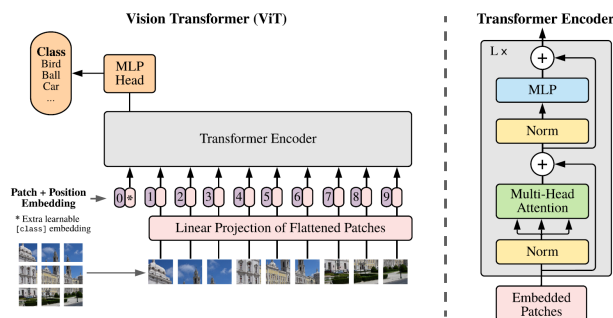 Vision Transformer (ViT)
Transformer Encoder
Class
Bird
Ball
Car
...
MLP
Head
Transformer Encoder
Patch + Position
Embedding
0 * 1 2 3 4 5 6 7 8 9
* Extra learnable
[class] embedding
Linear Projection of Flattened Patches
L x
+
MLP
Norm
+
Multi-Head
Attention
Norm
Embedded
Patches